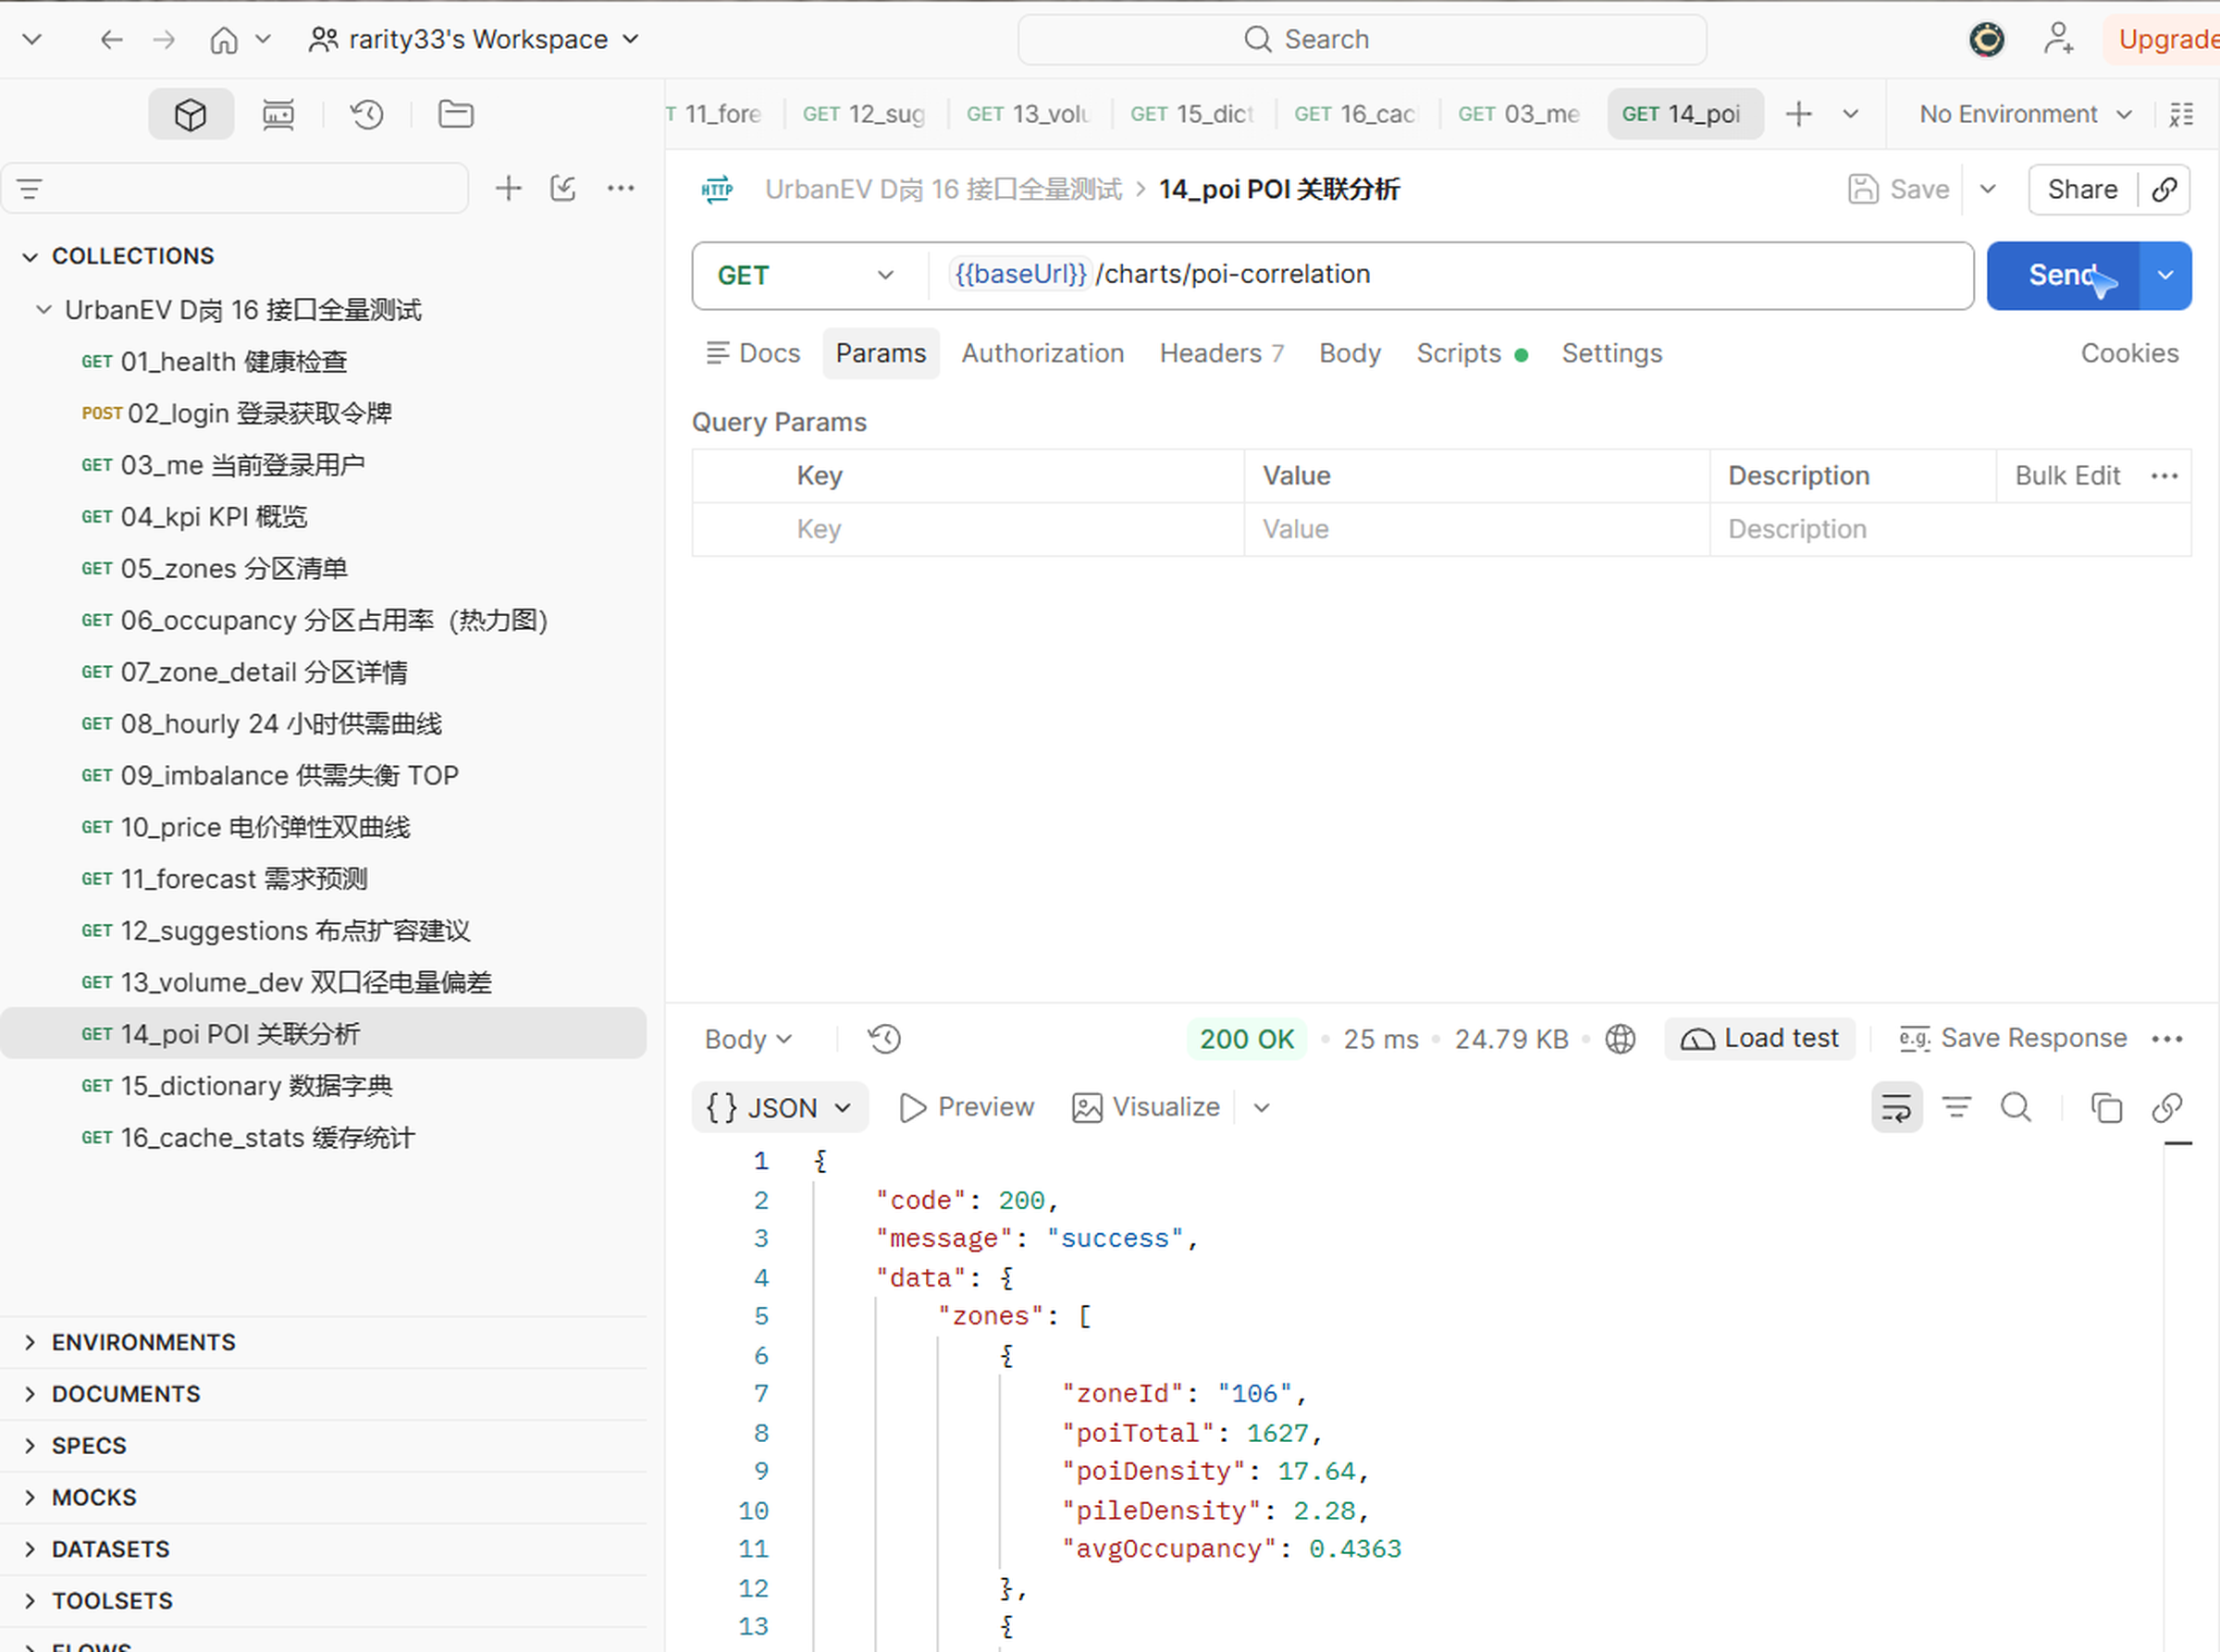 rarity33's Workspace
Search
Upgrade
11_fore
GET 12_sug
GET 13_volu
GET 15_dict
GET 16_cac
GET 03_me
GET 14_poi
No Environment
HTTP
UrbanEV D岗 16 接口全量测试 > 14_poi POI 关联分析
Save
Share
COLLECTIONS
UrbanEV D岗 16 接口全量测试
GET 01_health 健康检查
POST 02_login 登录获取令牌
GET 03_me 当前登录用户
GET 04_kpi KPI 概览
GET 05_zones 分区清单
GET 06_occupancy 分区占用率（热力图）
GET 07_zone_detail 分区详情
GET 08_hourly 24 小时供需曲线
GET 09_imbalance 供需失衡 TOP
GET 10_price 电价弹性双曲线
GET 11_forecast 需求预测
GET 12_suggestions 布点扩容建议
GET 13_volume_dev 双口径电量偏差
GET 14_poi POI 关联分析
GET 15_dictionary 数据字典
GET 16_cache_stats 缓存统计
ENVIRONMENTS
DOCUMENTS
SPECS
MOCKS
DATASETS
TOOLSETS
FLOWS
GET
{{baseUrl}}/charts/poi-correlation
Send
Docs
Params
Authorization
Headers 7
Body
Scripts
Settings
Cookies
Query Params
Key Value Description Bulk Edit
Key Value Description
Body
200 OK
25 ms
24.79 KB
Load test
e.g. Save Response
{ } JSON
Preview
Visualize
1 {
2 "code": 200,
3 "message": "success",
4 "data": {
5 "zones": [
6 {
7 "zoneId": "106",
8 "poiTotal": 1627,
9 "poiDensity": 17.64,
10 "pileDensity": 2.28,
11 "avgOccupancy": 0.4363
12 },
13 {